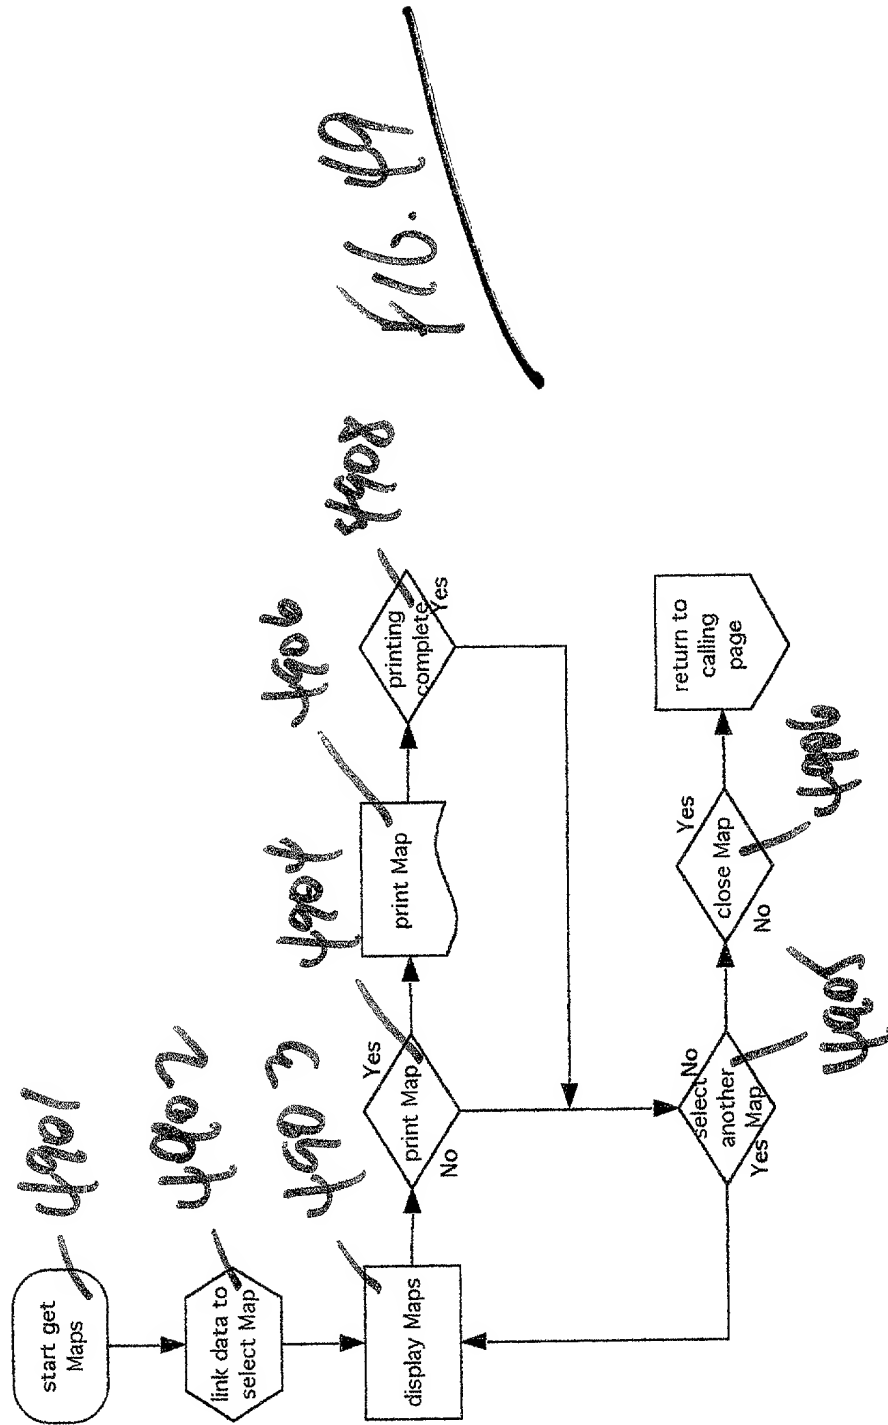 start get
Maps
4901
link data to
select Map
4902
display Maps
4903
print Map
Yes
No
4904
print Map
4906
printing
complete
Yes
4908
select
another
Map
No
Yes
4905
close Map
Yes
No
4906
return to
calling
page
FIG. 49